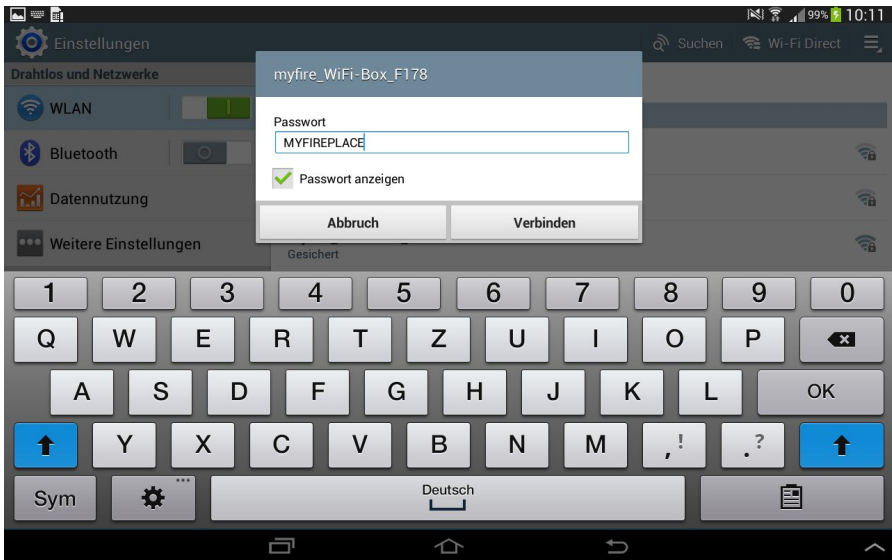 99% 10:11
Einstellungen
Suchen Wi-Fi Direct
Drahtlos und Netzwerke
myfire_WiFi-Box_F178
WLAN
Passwort
MYFIREPLACE
Bluetooth
Passwort anzeigen
Datennutzung
Abbruch Verbinden
Weitere Einstellungen
Gesichert
1 2 3 4 5 6 7 8 9 0
Q W E R T Z U I O P
A S D F G H J K L OK
Y X C V B N M , ! . ?
Sym Deutsch